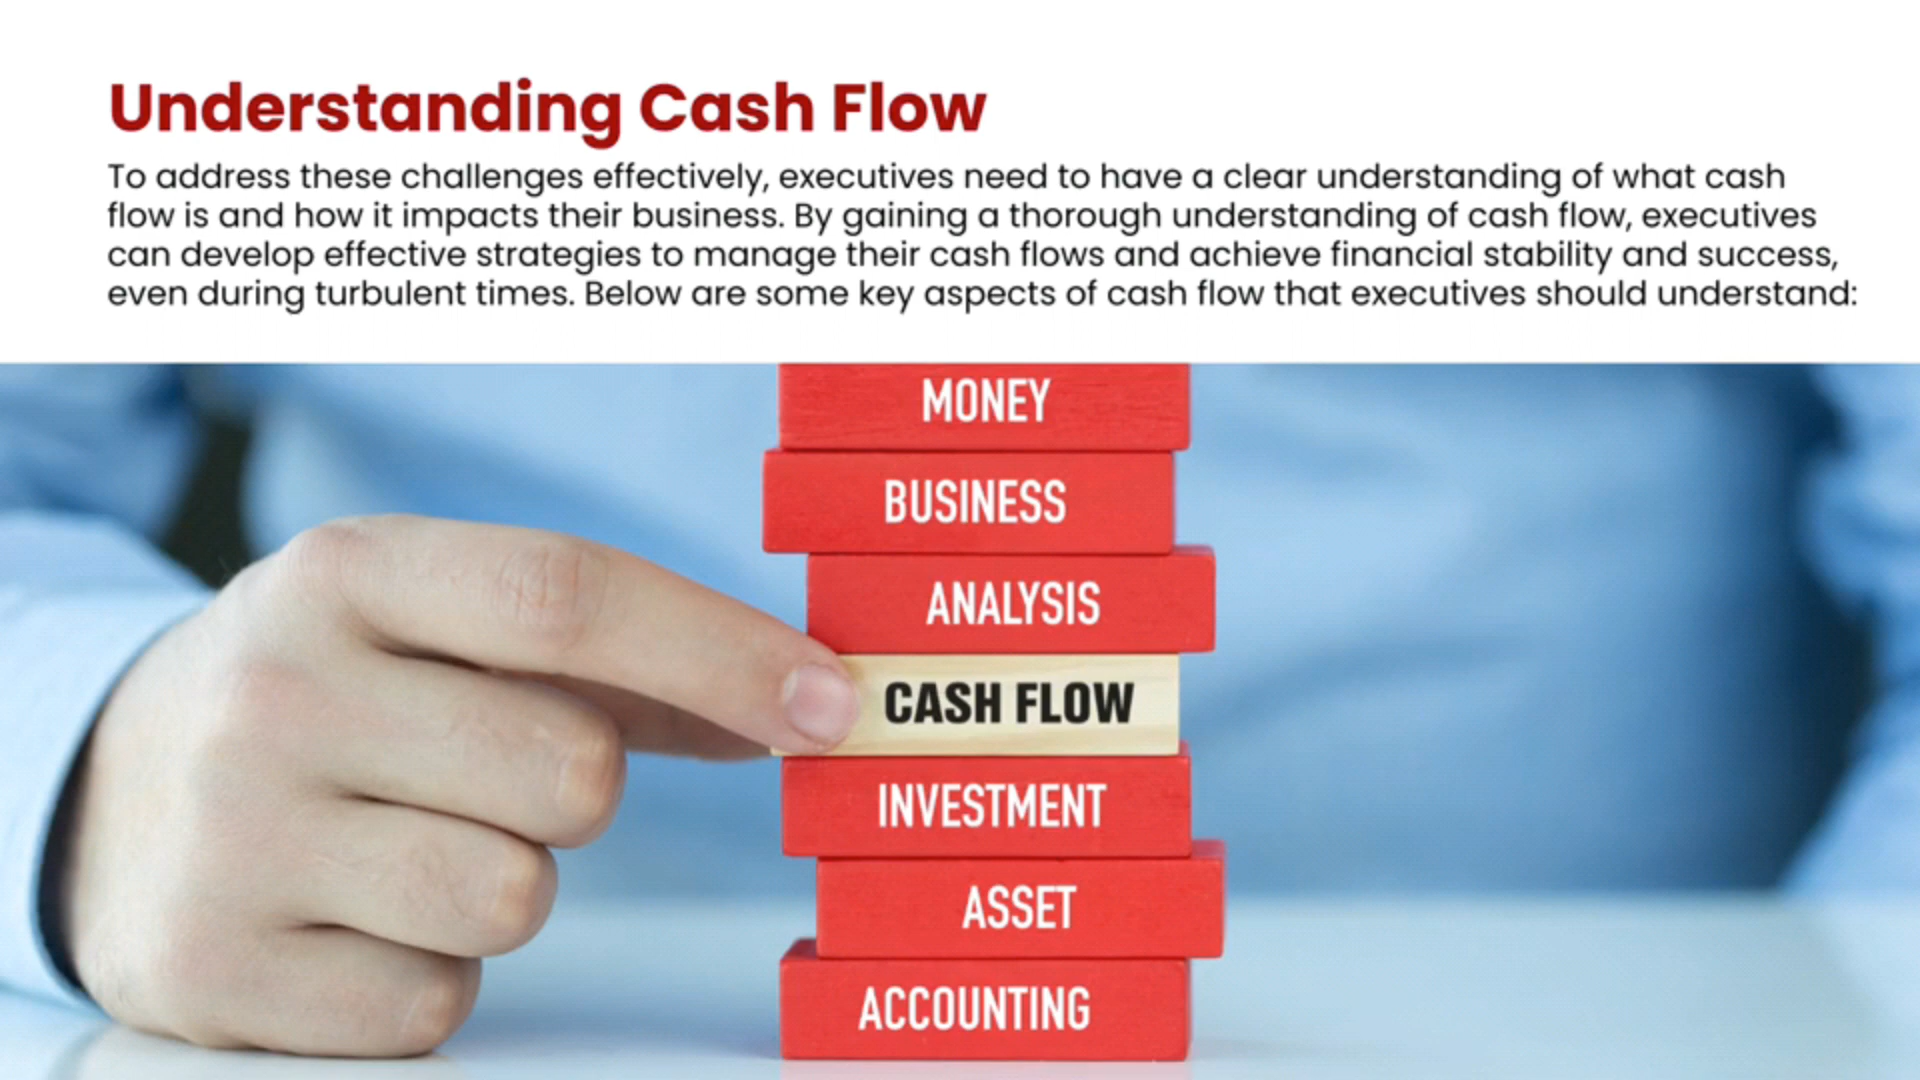 Understanding Cash Flow
To address these challenges effectively, executives need to have a clear understanding of what cash
flow is and how it impacts their business. By gaining a thorough understanding of cash flow, executives
can develop effective strategies to manage their cash flows and achieve financial stability and success,
even during turbulent times. Below are some key aspects of cash flow that executives should understand:
MONEY
BUSINESS
ANALYSIS
CASH FLOW
INVESTMENT
ASSET
ACCOUNTING